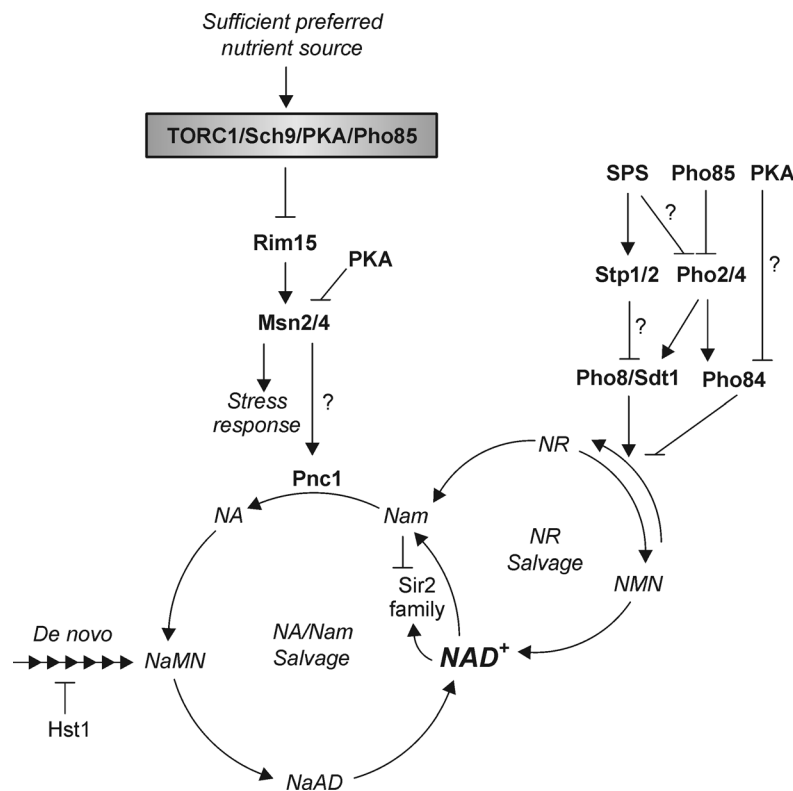 Sufficient preferred
nutrient source
TORC1/Sch9/PKA/Pho85
SPS Pho85 PKA
?
Rim15
PKA
Stp1/2 Pho2/4
?
Msn2/4
?
Pho8/Sdt1 Pho84
Stress
response
?
NR
Pnc1
NA
Nam
NR
Salvage
NMN
Sir2
family
De novo
NA/Nam
Salvage
NaMN
NAD+
Hst1
NaAD